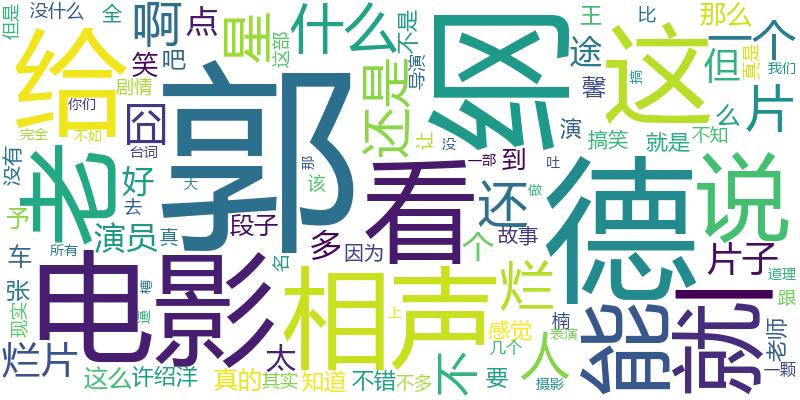 但是
没什么
全
啊
点
星
什么
不是
王
比
那么
一个
给
笑
吧
这部
导演
纲
这
途
但
真是
我们
剧情
你们
囧
郭
还是
馨
么
片
搞
完全
不如
台词
让
没
演
搞笑
就是
不知
没有
老
好
大
那
该
看
一部
到
吐
德
说
予
去
段子
多
还
做
演员
真
所有
因为
个
故事
片子
道理
车
电影
名
相声
烂
能
就
跟
张
现实
逼
槽
上
感觉
楠
人
老师
烂片
太
几个
表演
一颗
这么
许绍洋
真的
其实
知道
不错
不多
不
要
摄影